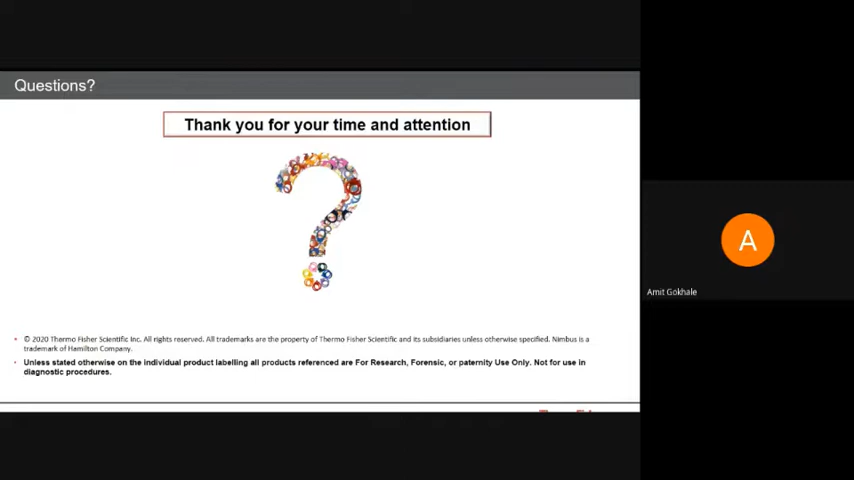 Questions?
Thank you for your time and attention
A
Amit Gokhale
• © 2020 Thermo Fisher Scientific Inc. All rights reserved. All trademarks are the property of Thermo Fisher Scientific and its subsidiaries unless otherwise specified. Nimbus is a
trademark of Hamilton Company.
• Unless stated otherwise on the individual product labelling all products referenced are For Research, Forensic, or paternity Use Only. Not for use in
diagnostic procedures.